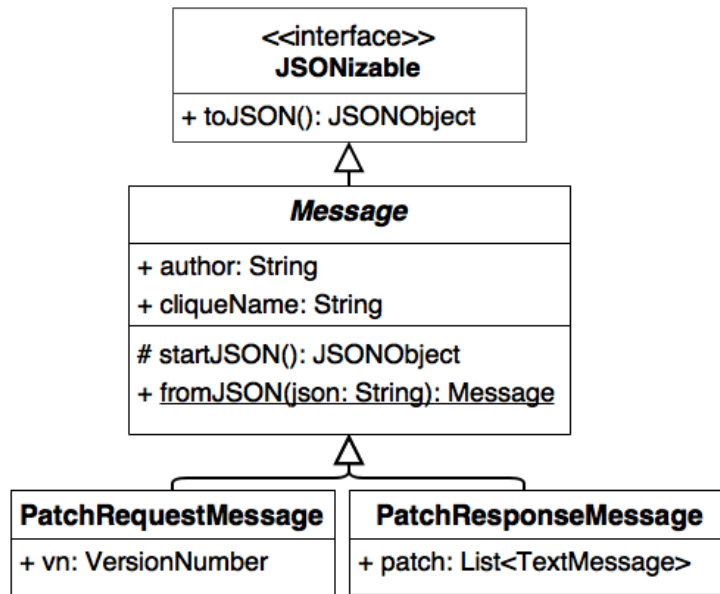 <<interface>>
JSONizable
+ toJSON(): JSONObject
Message
+ author: String
+ cliqueName: String
# startJSON(): JSONObject
+ fromJSON(json: String): Message
PatchRequestMessage
+ vn: VersionNumber
PatchResponseMessage
+ patch: List<TextMessage>